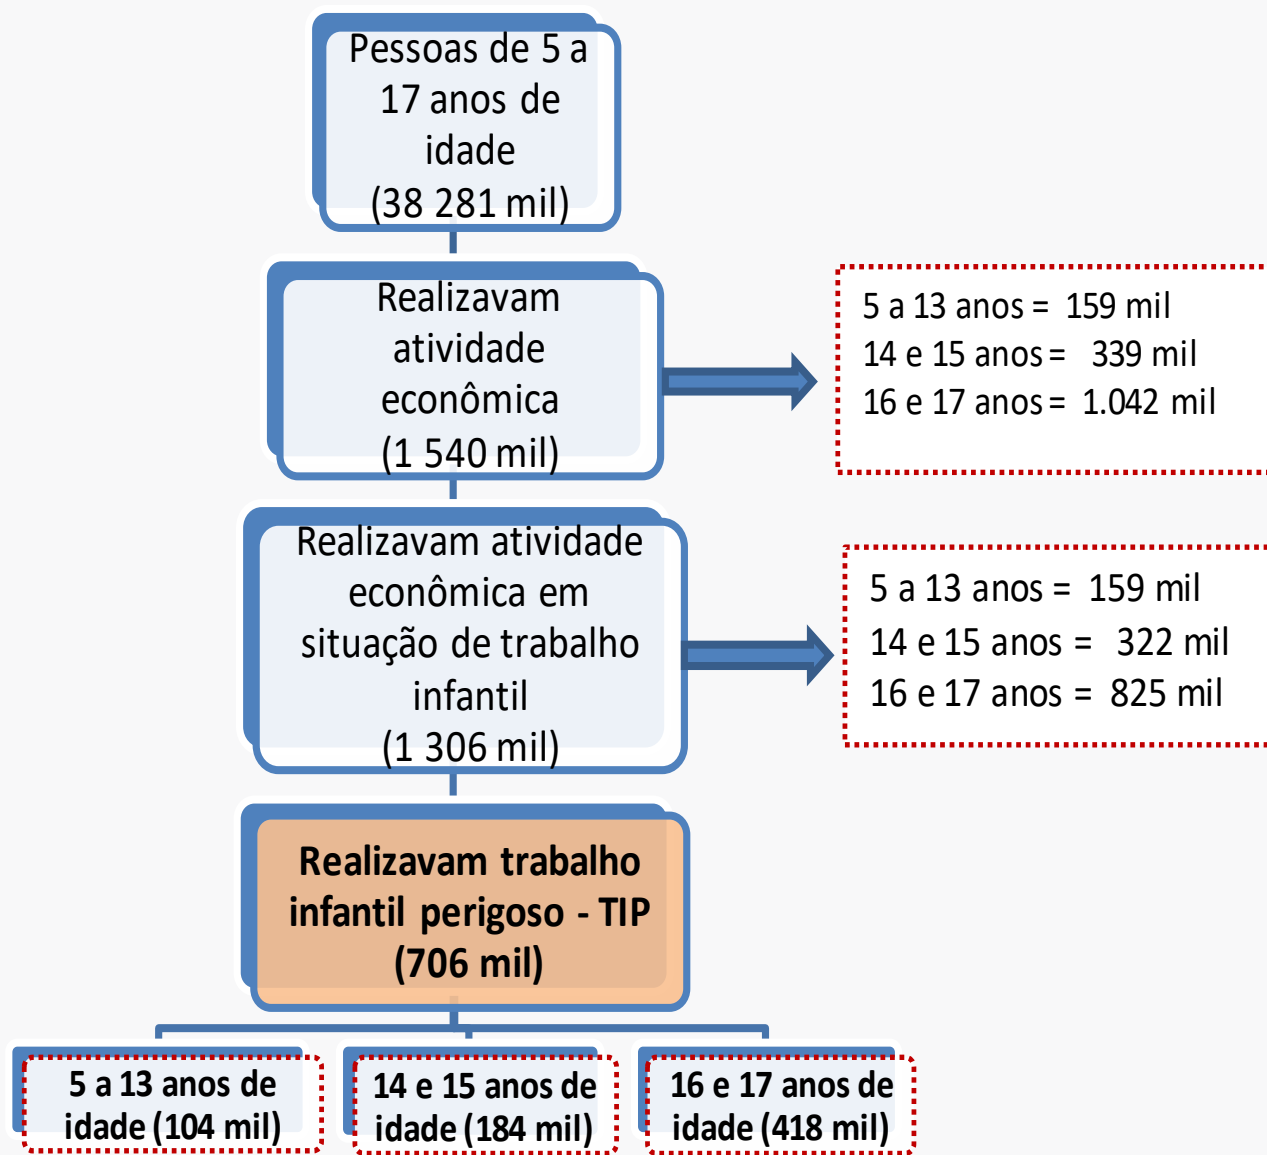 Pessoas de 5 a
17 anos de
idade
(38 281 mil)
Realizavam
atividade
econômica
(1 540 mil)
5 a 13 anos = 159 mil
14 e 15 anos = 339 mil
16 e 17 anos = 1.042 mil
Realizavam atividade
econômica em
situação de trabalho
infantil
(1 306 mil)
5 a 13 anos = 159 mil
14 e 15 anos = 322 mil
16 e 17 anos = 825 mil
Realizavam trabalho
infantil perigoso - TIP
(706 mil)
5 a 13 anos de
idade (104 mil)
14 e 15 anos de
idade (184 mil)
16 e 17 anos de
idade (418 mil)